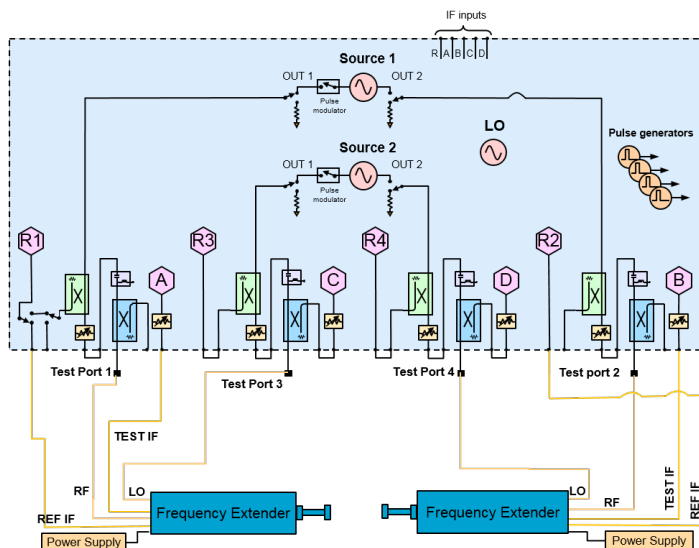 IF inputs
R A B C D
Source 1
OUT 1
OUT 2
Pulse
modulator
LO
Source 2
OUT 1
OUT 2
Pulse
modulator
Pulse generators
R1
R3
R4
R2
A
C
D
B
Test Port 1
Test Port 3
Test Port 4
Test port 2
TEST IF
RF
LO
REF IF
Frequency Extender
Power Supply
LO
RF
TEST IF
REF IF
Frequency Extender
Power Supply